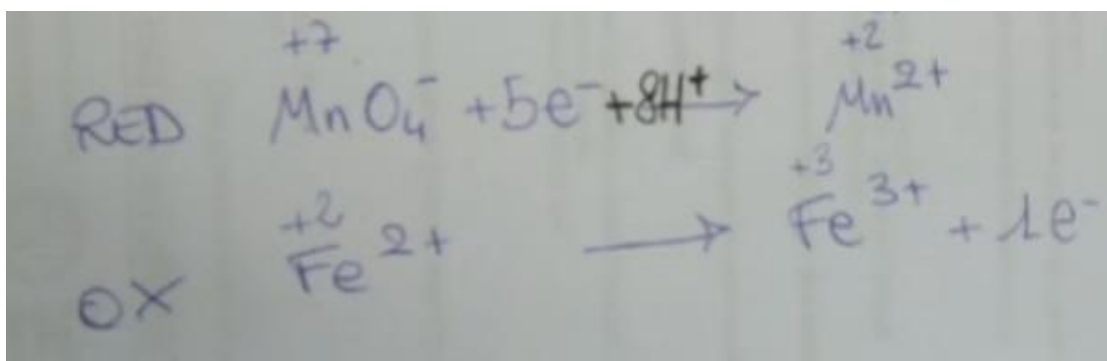 +7 +2
RED MnO₄⁻ +5e⁻ +8H⁺ → Mn²⁺
+2 +3
OX Fe²⁺ → Fe³⁺ + 1e⁻